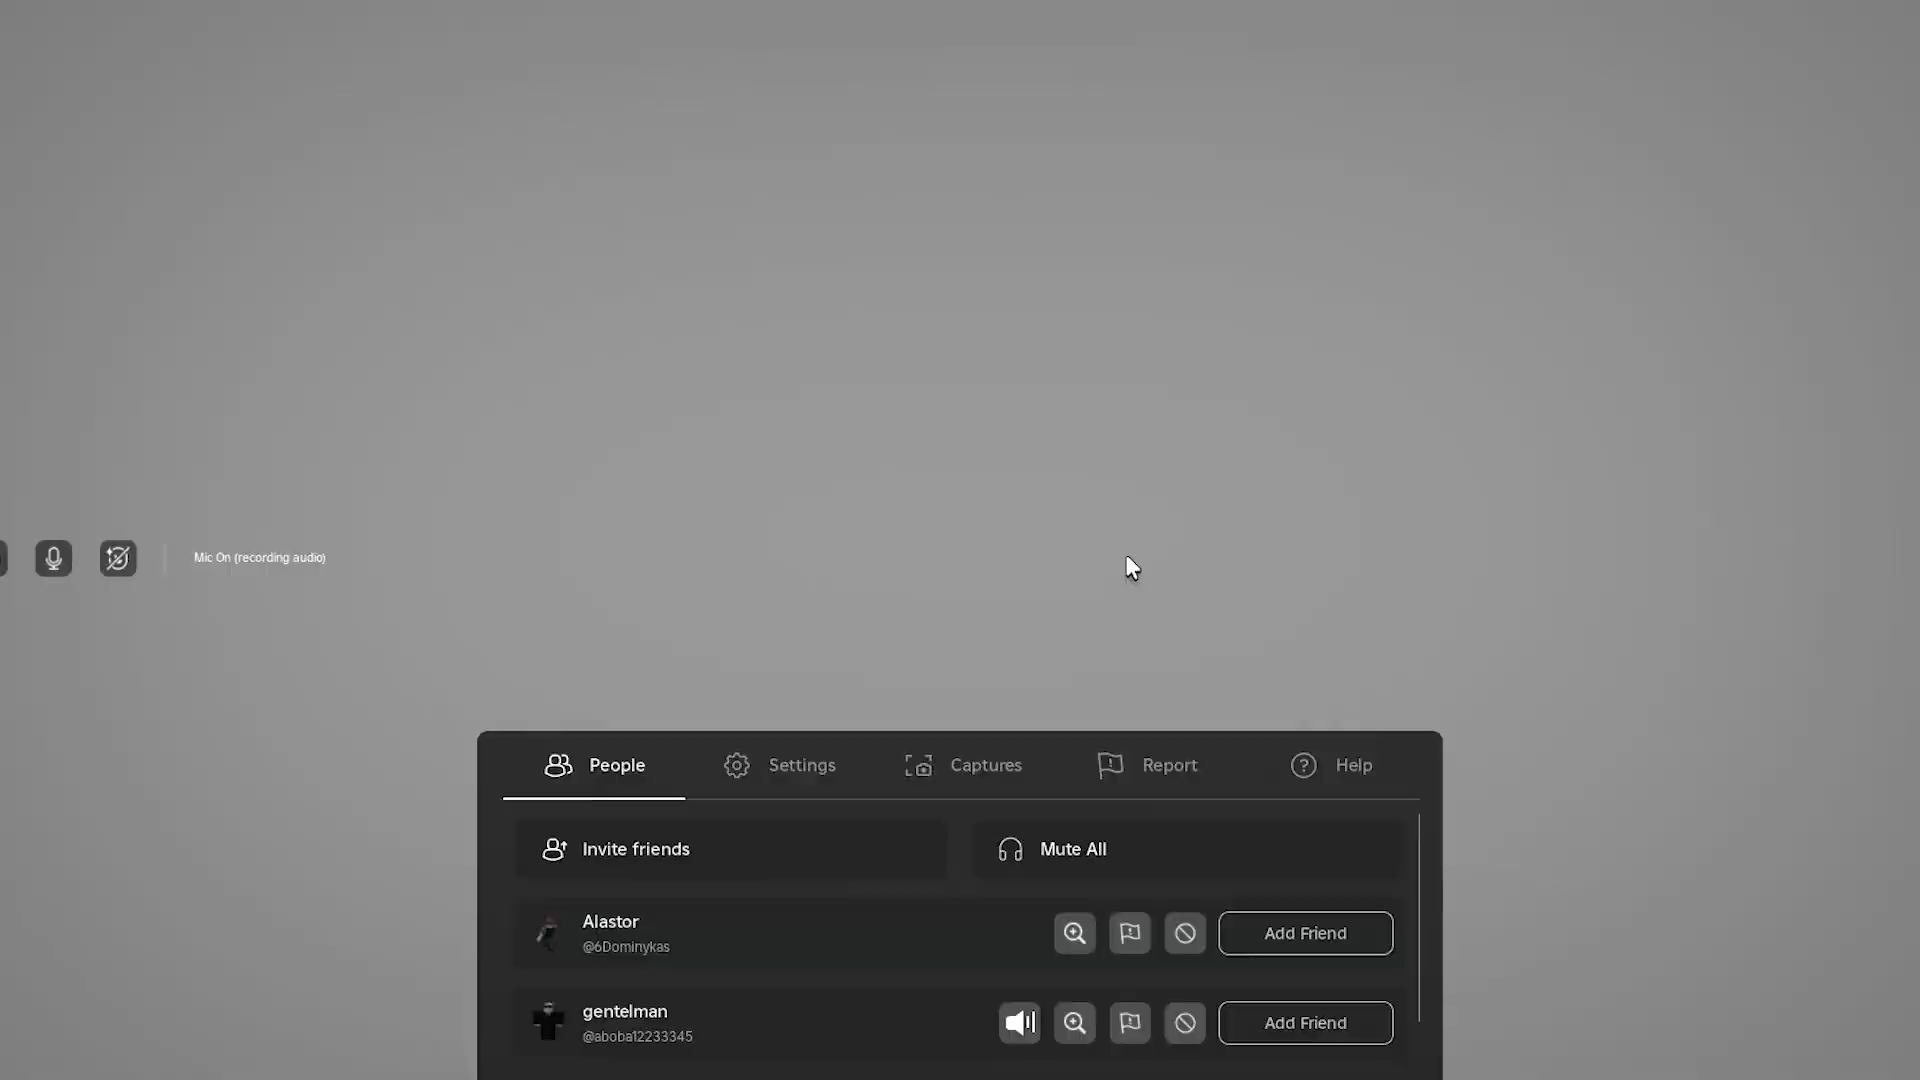 Mic On (recording audio)
People
Settings
Captures
Report
Help
Invite friends
Mute All
Alastor
@6Dominykas
Add Friend
gentelman
@aboba12233345
Add Friend